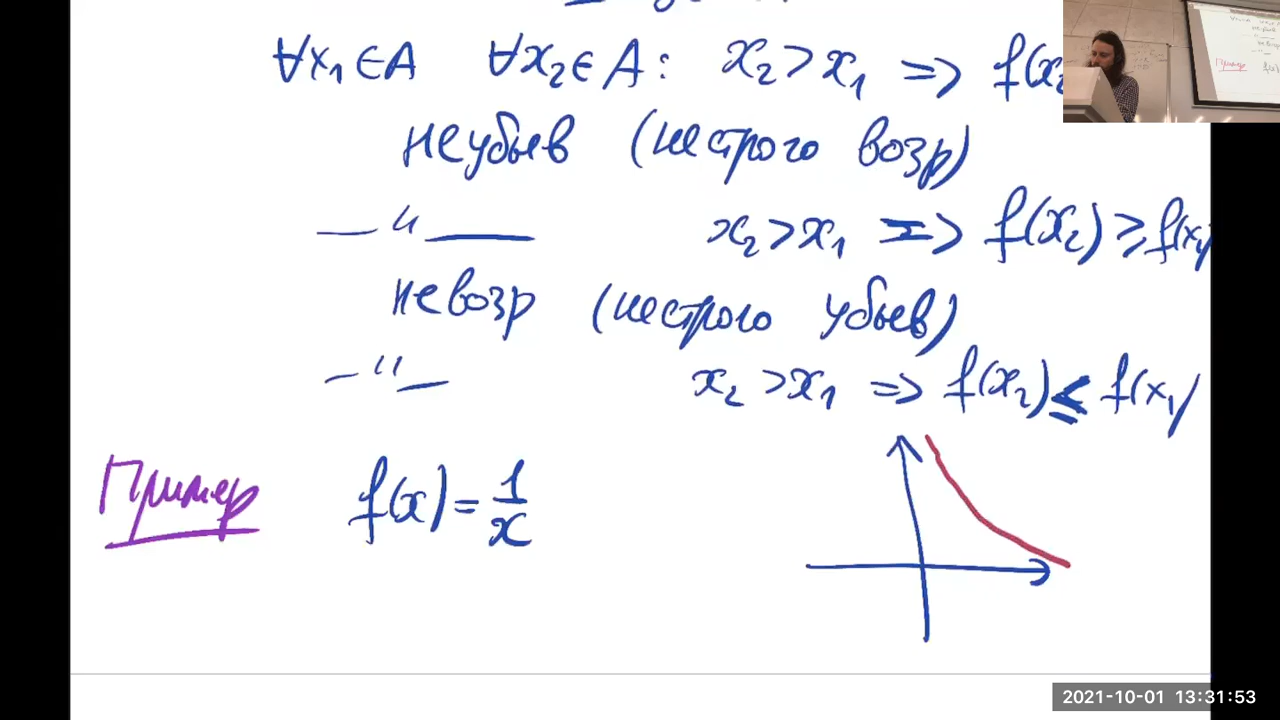 ∀x₁∈A ∀x₂∈A: x₂>x₁ => f(x₂
неубыв (нестрого возр)
—"— x₂>x₁ => f(x₂)≥f(x₁)
невозр (нестрого убыв)
—"— x₂>x₁ => f(x₂)≤f(x₁)
Пример f(x)=1/x
2021-10-01 13:31:53